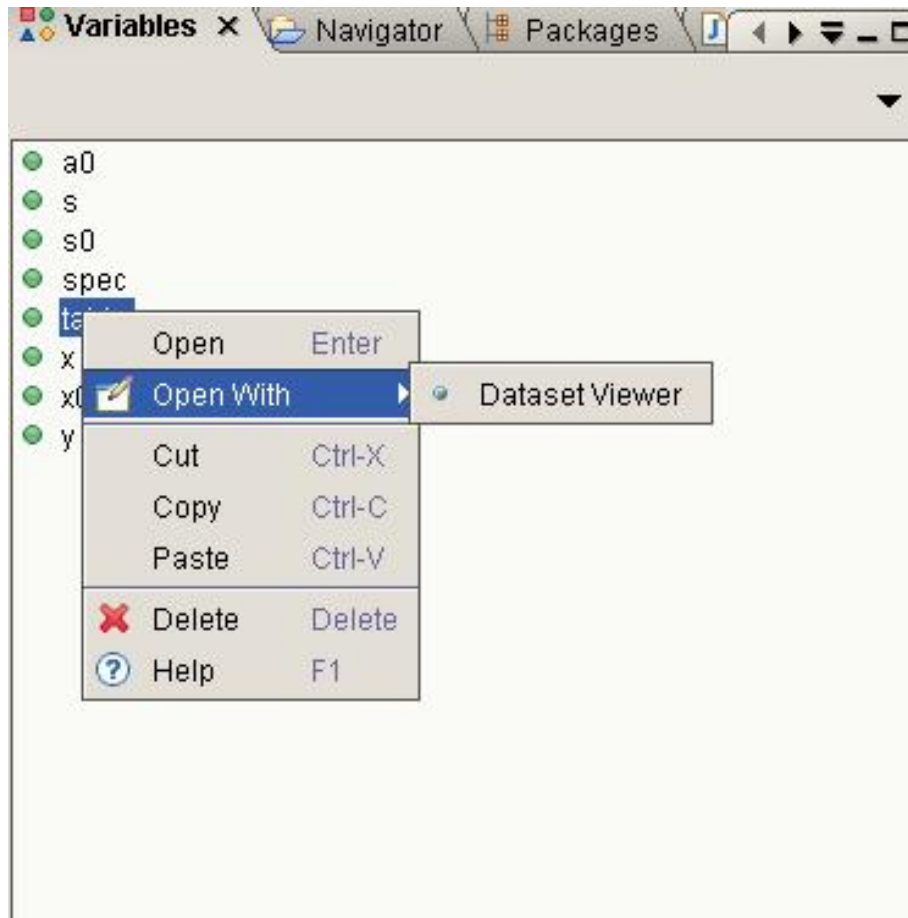 Variables Navigator Packages
a0
s
s0
spec
x
y
Open Enter
Open With Dataset Viewer
Cut Ctrl-X
Copy Ctrl-C
Paste Ctrl-V
Delete Delete
Help F1